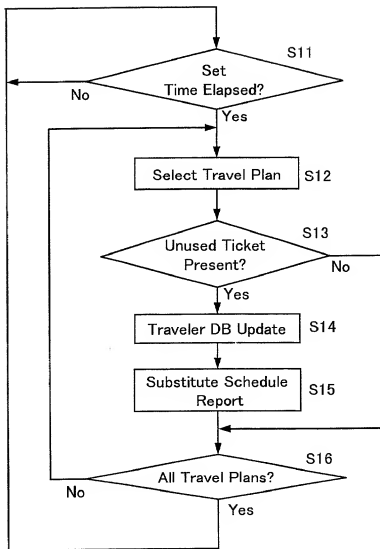 S11
Set
Time Elapsed?
No
Yes
Select Travel Plan
S12
S13
Unused Ticket
Present?
No
Yes
Traveler DB Update
S14
Substitute Schedule
Report
S15
S16
All Travel Plans?
No
Yes